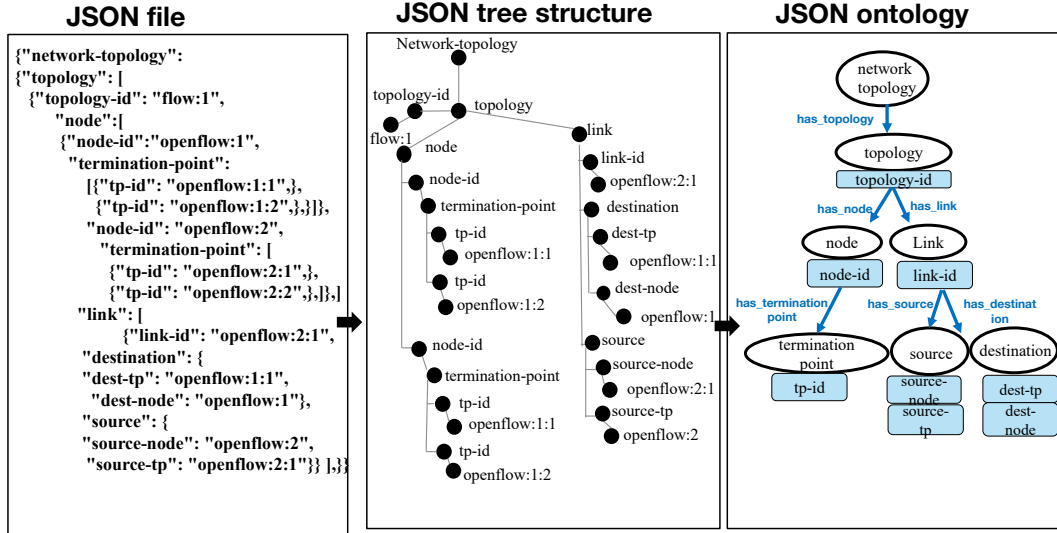 JSON file
{"network-topology":
{"topology": [
{"topology-id": "flow:1",
"node":[
{"node-id":"openflow:1",
"termination-point":
[{"tp-id": "openflow:1:1",},
{"tp-id": "openflow:1:2",},}]},
"node-id": "openflow:2",
"termination-point": [
{"tp-id": "openflow:2:1",},
{"tp-id": "openflow:2:2",},]},]
"link": [
{"link-id": "openflow:2:1",
"destination": {
"dest-tp": "openflow:1:1",
"dest-node": "openflow:1"},
"source": {
"source-node": "openflow:2",
"source-tp": "openflow:2:1"}} ],}}
JSON tree structure
Network-topology
topology-id
topology
flow:1
node
node-id
termination-point
tp-id
openflow:1:1
tp-id
openflow:1:2
node-id
termination-point
tp-id
openflow:1:1
tp-id
openflow:1:2
link
link-id
openflow:2:1
destination
dest-tp
openflow:1:1
dest-node
openflow:1
source
source-node
openflow:2:1
source-tp
openflow:2
JSON ontology
network
topology
has_topology
topology
topology-id
has_node
has_link
node
Link
node-id
link-id
has_termination
point
has_source
has_destinat
ion
termination
point
source
destination
tp-id
source-
node
source-
tp
dest-tp
dest-
node